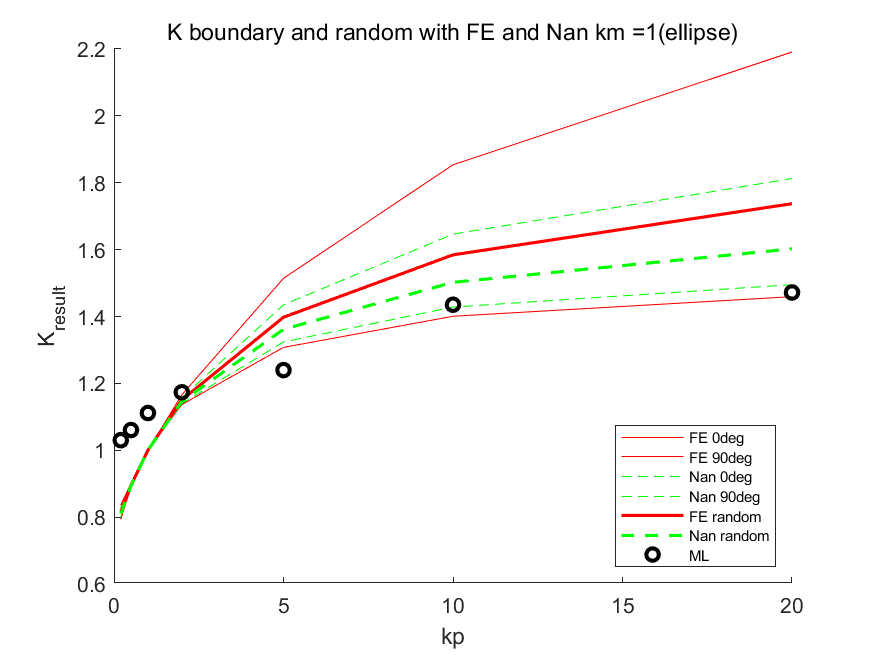 K boundary and random with FE and Nan km =1(ellipse)
2.2
2
1.8
1.6
1.4
1.2
1
0.8
0.6
K_result
0
5
10
15
20
kp
FE 0deg
FE 90deg
Nan 0deg
Nan 90deg
FE random
Nan random
ML